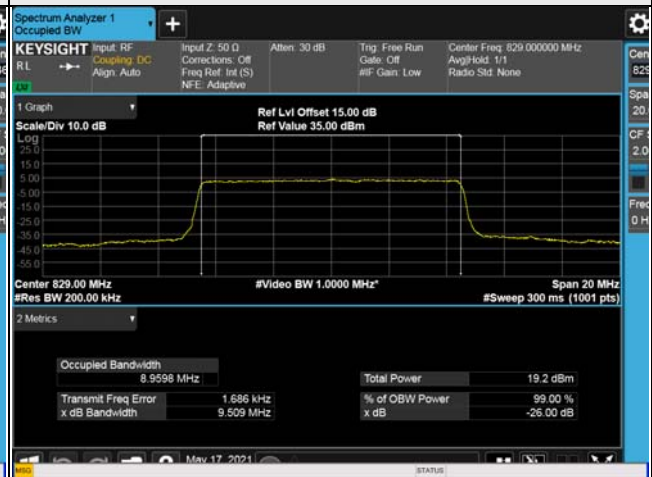 Spectrum Analyzer 1
Occupied BW
+
KEYSIGHT
RL
Input: RF
Coupling: DC
Align: Auto
Input Z: 50 Ω
Corrections: Off
Freq Ref: Int (S)
NFE: Adaptive
Atten: 30 dB
Trig: Free Run
Gate: Off
#IF Gain: Low
Center Freq: 829.000000 MHz
Avg|Hold: 1/1
Radio Std: None
1 Graph
Scale/Div 10.0 dB
Ref Lvl Offset 15.00 dB
Ref Value 35.00 dBm
Log
25.0
15.0
5.00
-5.00
-15.0
-25.0
-35.0
-45.0
-55.0
Center 829.00 MHz
#Video BW 1.0000 MHz*
Span 20 MHz
#Res BW 200.00 kHz
#Sweep 300 ms (1001 pts)
2 Metrics
Occupied Bandwidth
8.9598 MHz
Total Power 19.2 dBm
Transmit Freq Error 1.686 kHz
% of OBW Power 99.00 %
x dB Bandwidth 9.509 MHz
x dB -26.00 dB
May 17, 2021
MSG
STATUS